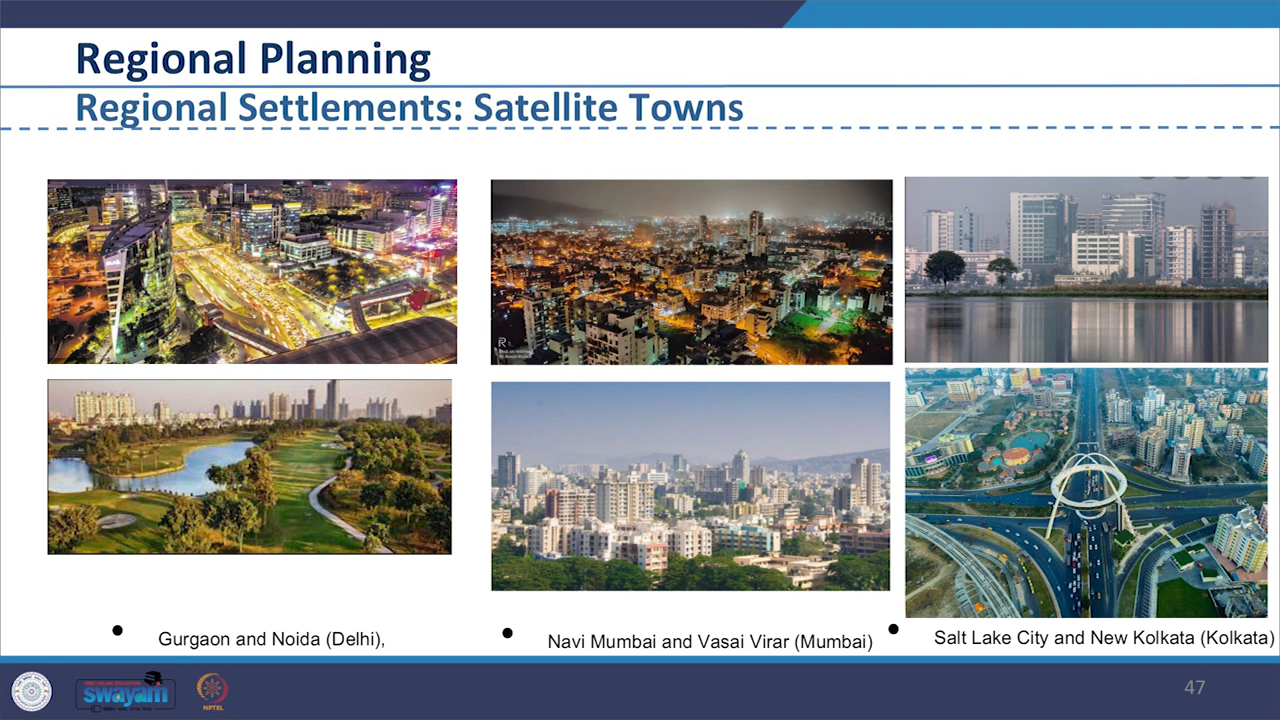 Regional Planning
Regional Settlements: Satellite Towns
• Gurgaon and Noida (Delhi),
• Navi Mumbai and Vasai Virar (Mumbai)
• Salt Lake City and New Kolkata (Kolkata)
swayam
NPTEL
47